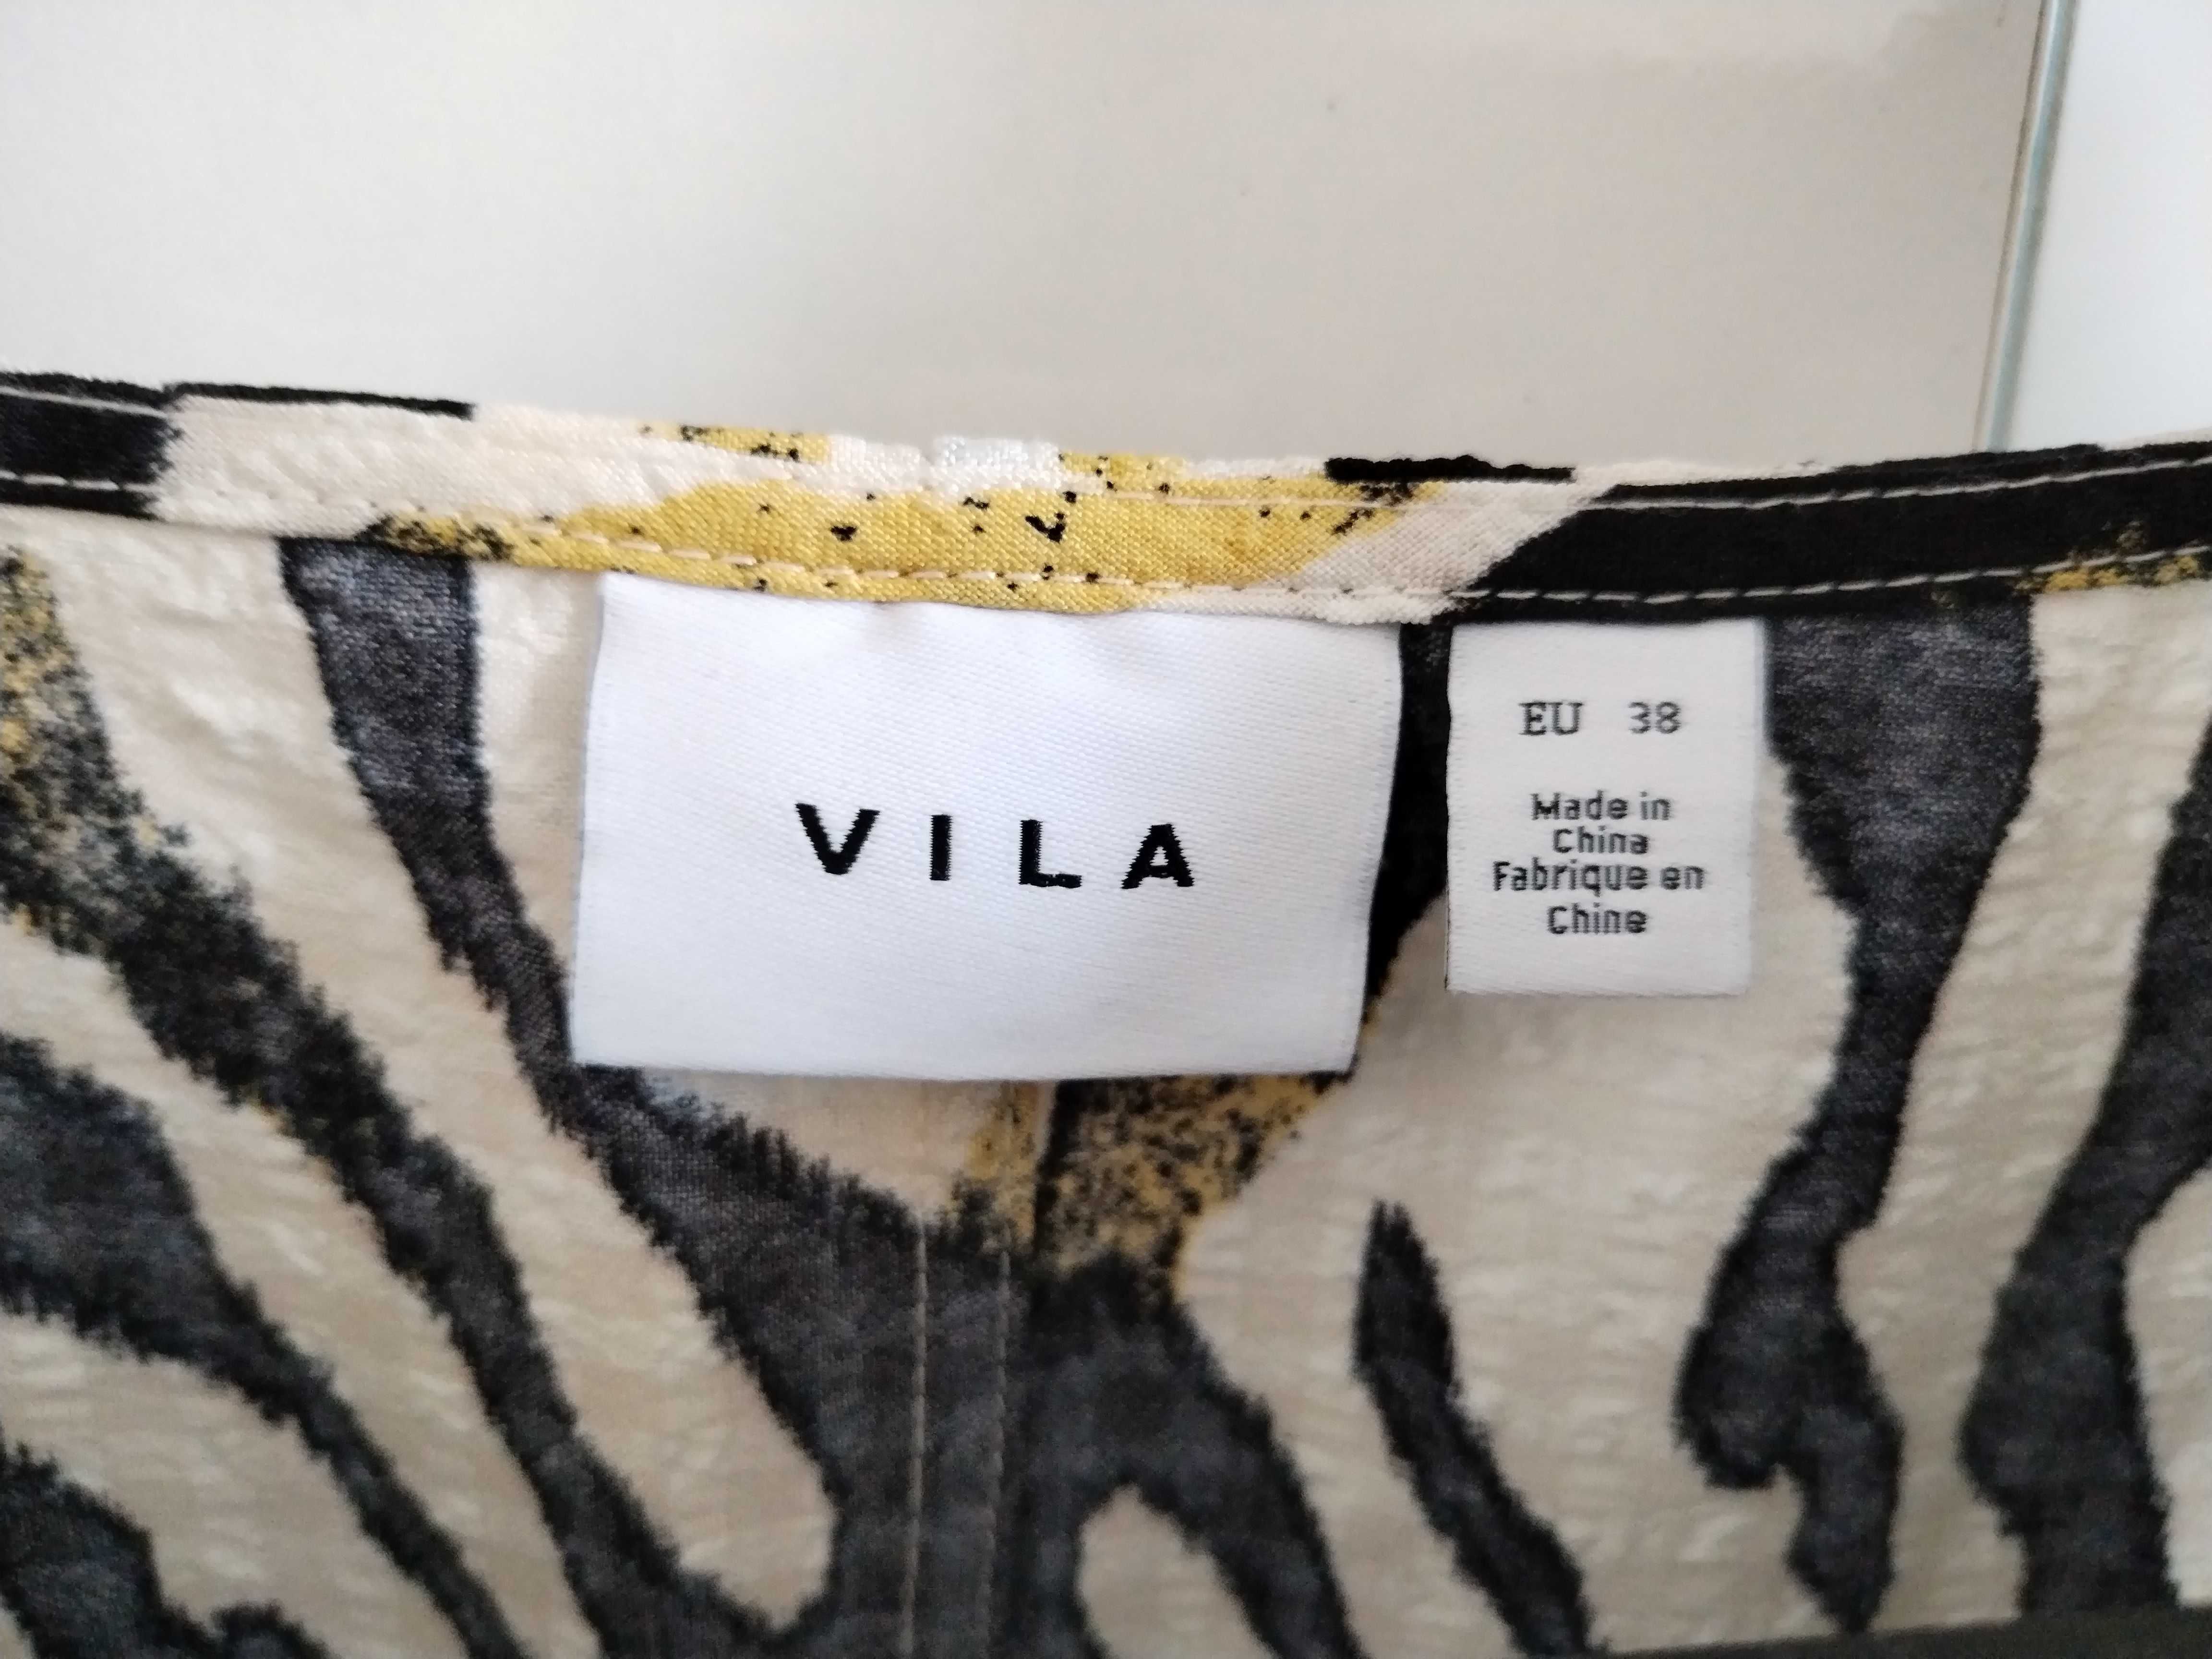 VILA
EU 38
Made in
China
Fabrique en
Chine